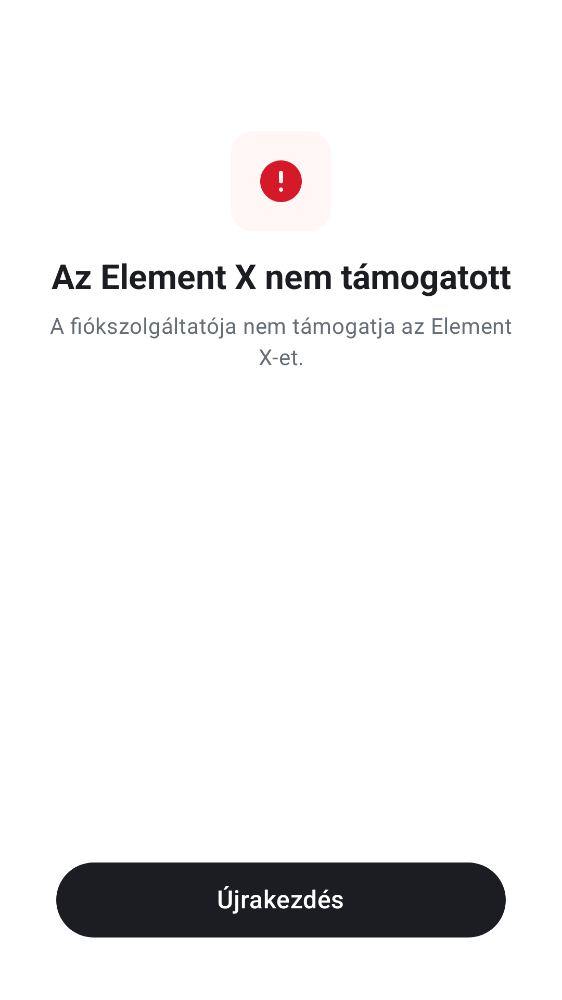 Az Element X nem támogatott
A fiókszolgáltatója nem támogatja az Element
X-et.
Újrakezdés